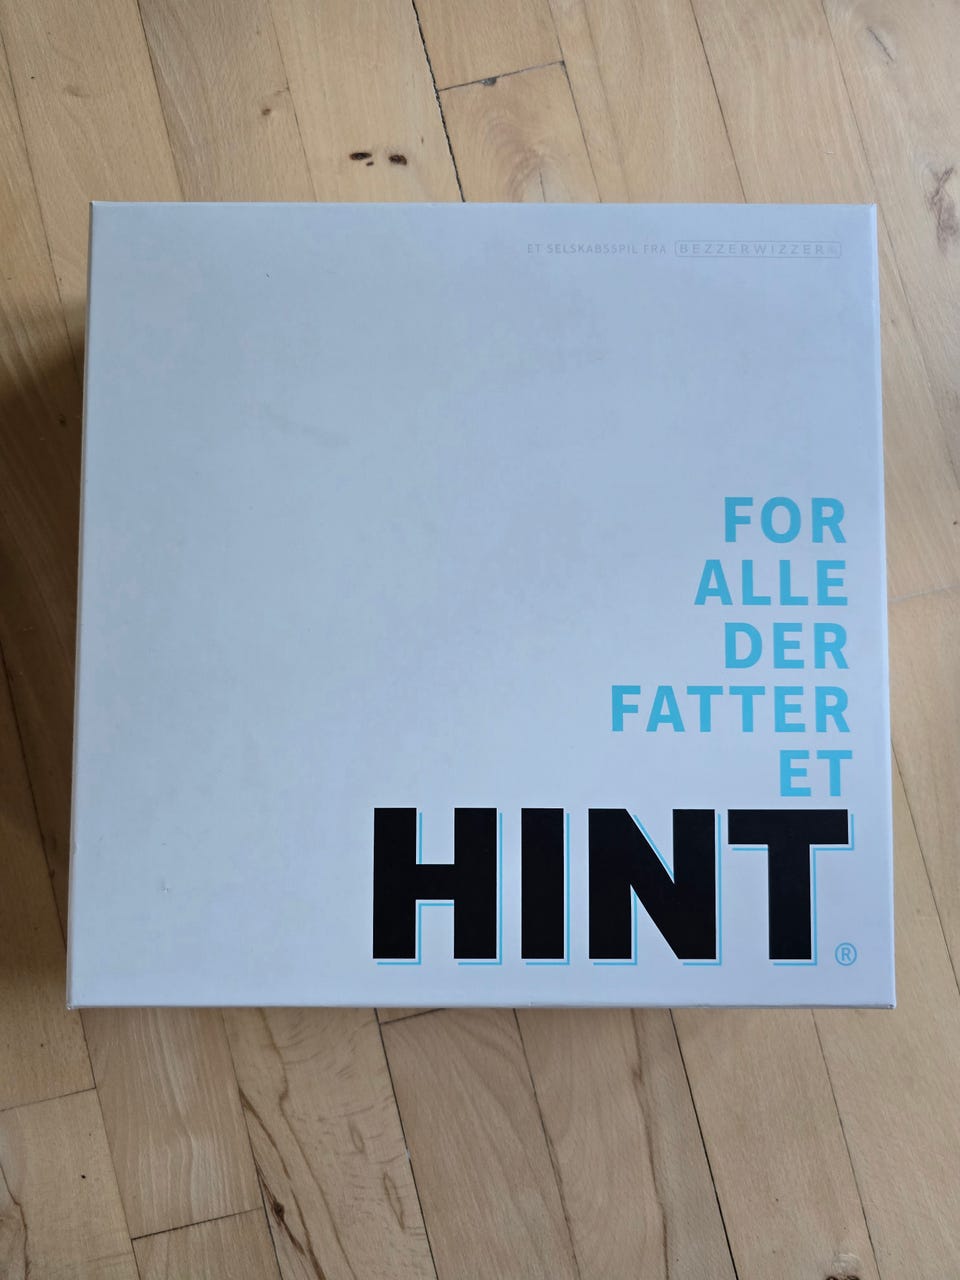 ET SELSKABSSPIL FRA BEZZERWIZZER
FOR
ALLE
DER
FATTER
ET
HINT®